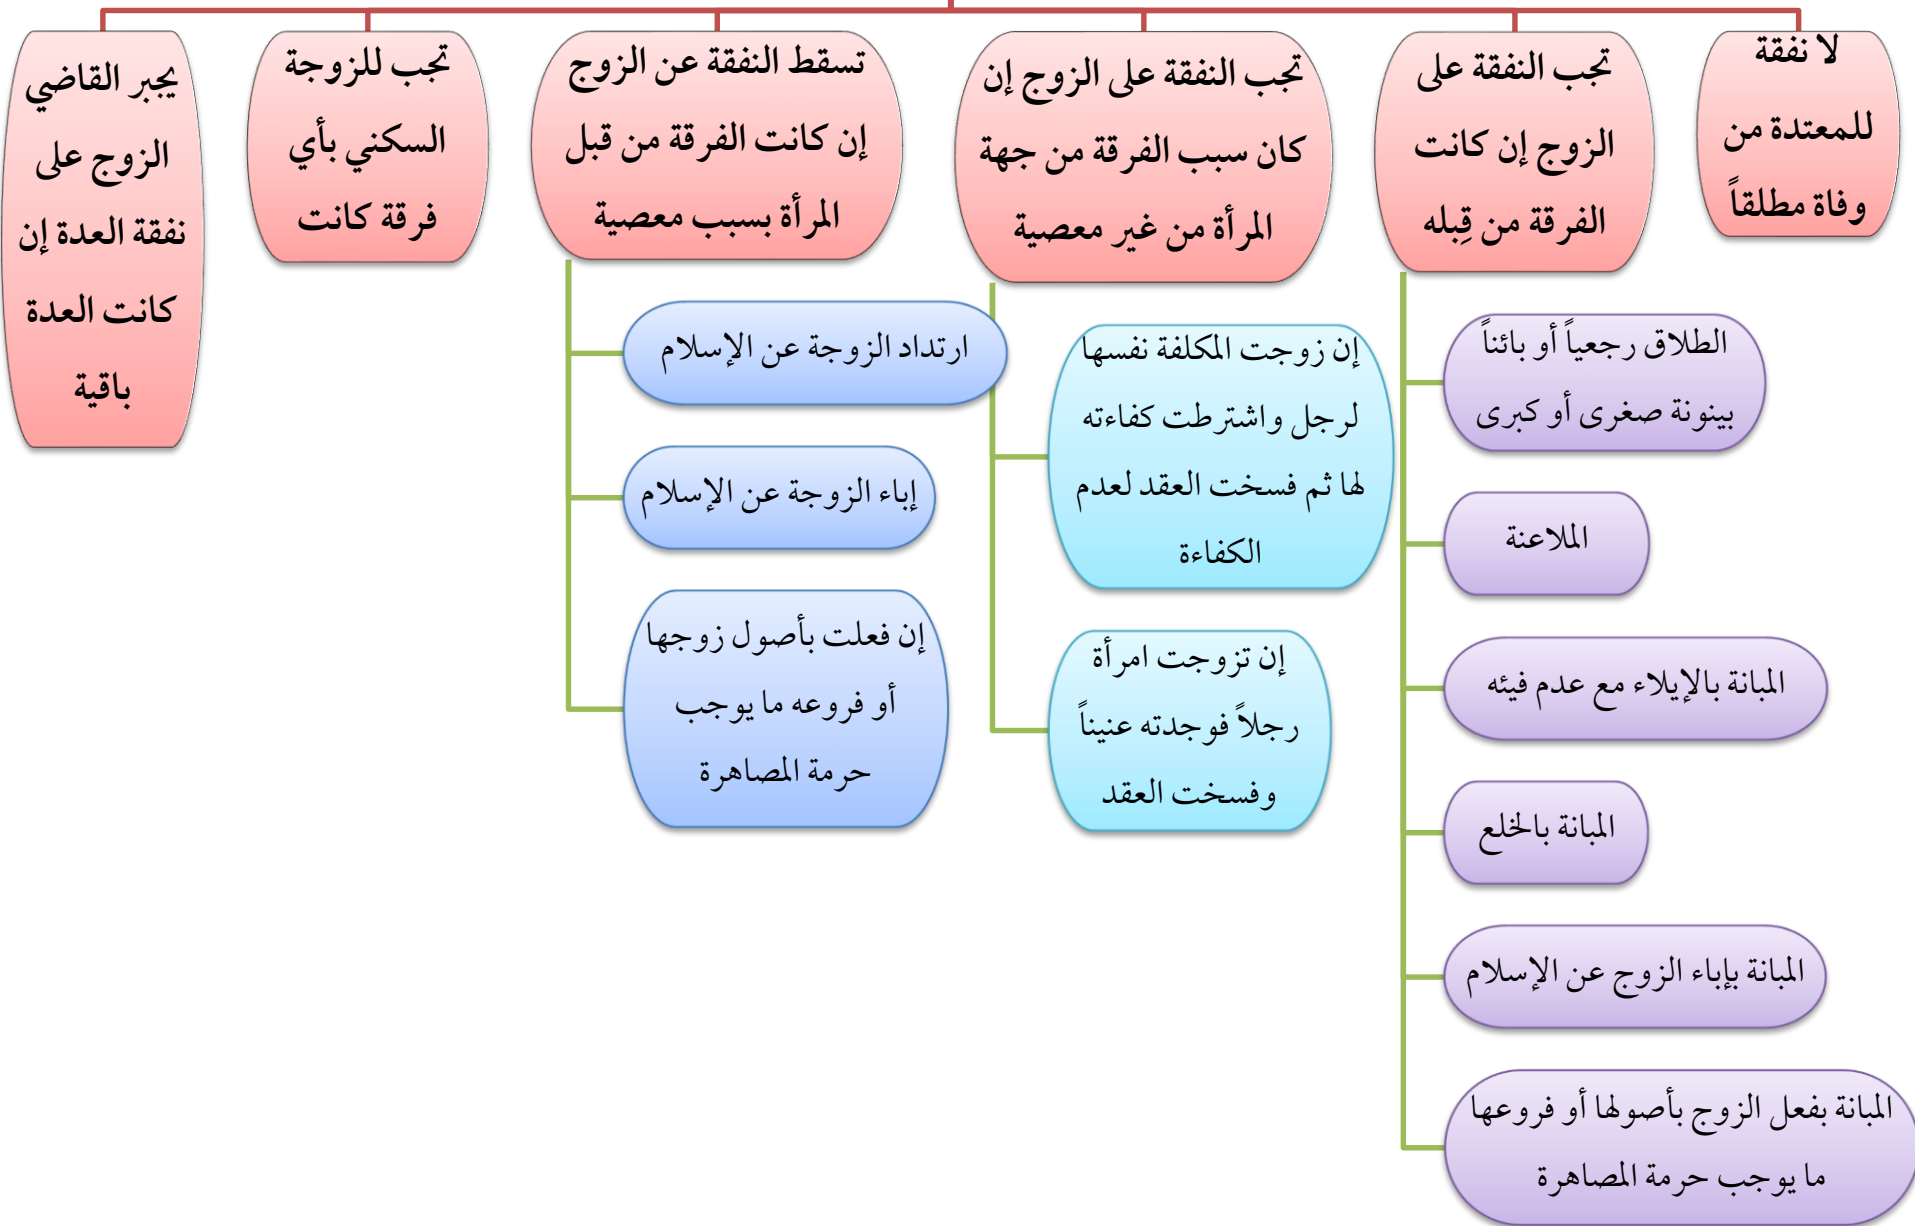 لا نفقة
للمعتدة من
وفاة مطلقاً
تجب النفقة على
الزوج إن كانت
الفرقة من قِبله
الطلاق رجعياً أو بائناً
بينونة صغرى أو كبرى
الملاعنة
المبانة بالإيلاء مع عدم فيئه
المبانة بالخلع
المبانة بإباء الزوج عن الإسلام
المبانة بفعل الزوج بأصولها أو فروعها
ما يوجب حرمة المصاهرة
تجب النفقة على الزوج إن
كان سبب الفرقة من جهة
المرأة من غير معصية
إن زوجت المكلفة نفسها
لرجل واشترطت كفاءته
لها ثم فسخت العقد لعدم
الكفاءة
إن تزوجت امرأة
رجلاً فوجدته عنيناً
وفسخت العقد
تسقط النفقة عن الزوج
إن كانت الفرقة من قبل
المرأة بسبب معصية
ارتداد الزوجة عن الإسلام
إباء الزوجة عن الإسلام
إن فعلت بأصول زوجها
أو فروعه ما يوجب
حرمة المصاهرة
تجب للزوجة
السكني بأي
فرقة كانت
يجبر القاضي
الزوج على
نفقة العدة إن
كانت العدة
باقية